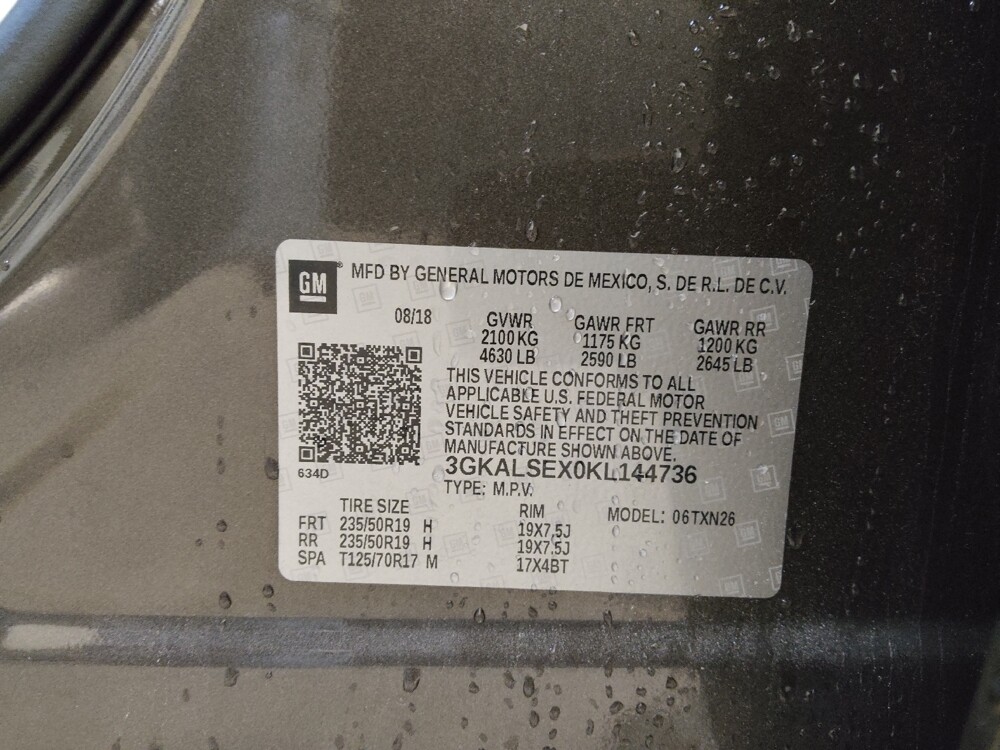 GM
® MFD BY GENERAL MOTORS DE MEXICO, S. DE R.L. DE C.V.
08/18 GVWR GAWR FRT GAWR RR
2100 KG 1175 KG 1200 KG
4630 LB 2590 LB 2645 LB
THIS VEHICLE CONFORMS TO ALL
APPLICABLE U.S. FEDERAL MOTOR
VEHICLE SAFETY AND THEFT PREVENTION
STANDARDS IN EFFECT ON THE DATE OF
MANUFACTURE SHOWN ABOVE.
634D
3GKALSEX0KL144736
TYPE: M.P.V.
TIRE SIZE RIM MODEL: 06TXN26
FRT 235/50R19 H 19X7.5J
RR 235/50R19 H 19X7.5J
SPA T125/70R17 M 17X4BT